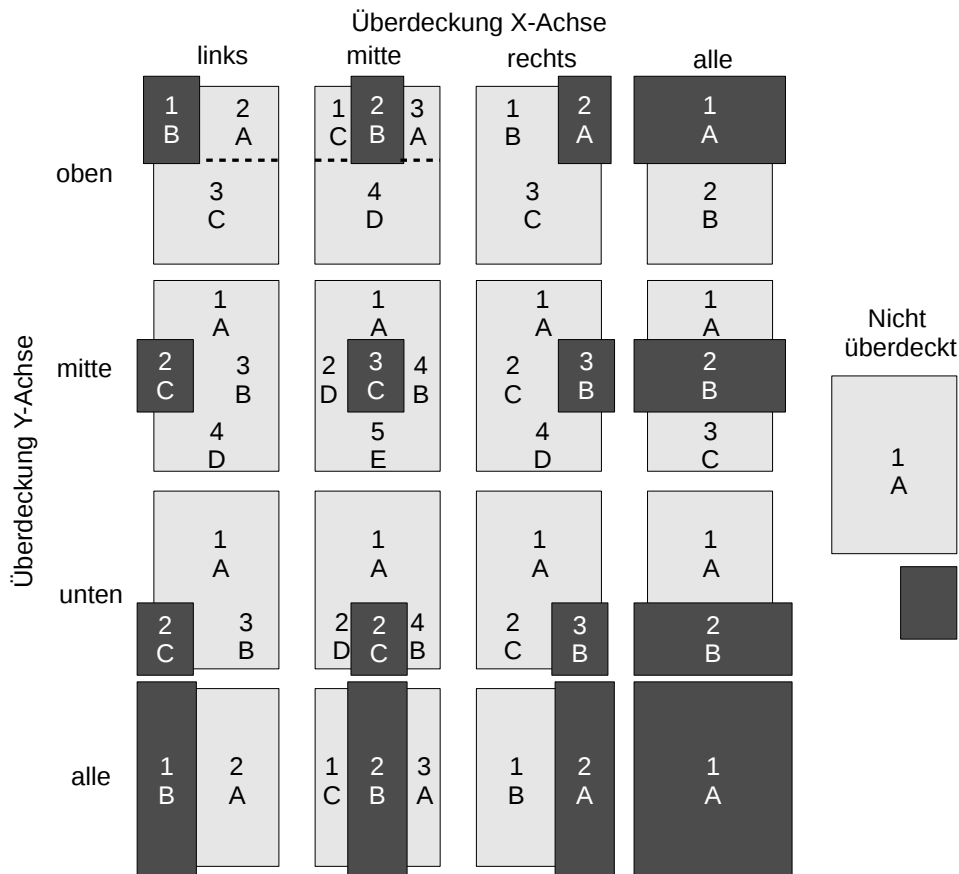 Überdeckung X-Achse
links mitte rechts alle
1 2 1 2 3 1 2 1
B A C B A B A A
oben
3 4 3 2
C D C B
1 1 1 1
A A A A
mitte
2 3 2 3 4 2 3 2
C B D C B C B B
4 5 4 3
D E D C
Nicht
überdeckt
1
A
Überdeckung Y-Achse
1 1 1 1
A A A A
unten
2 3 2 2 4 2 3 2
C B D C B C B B
alle
1 2 1 2 3 1 2 1
B A C B A B A A